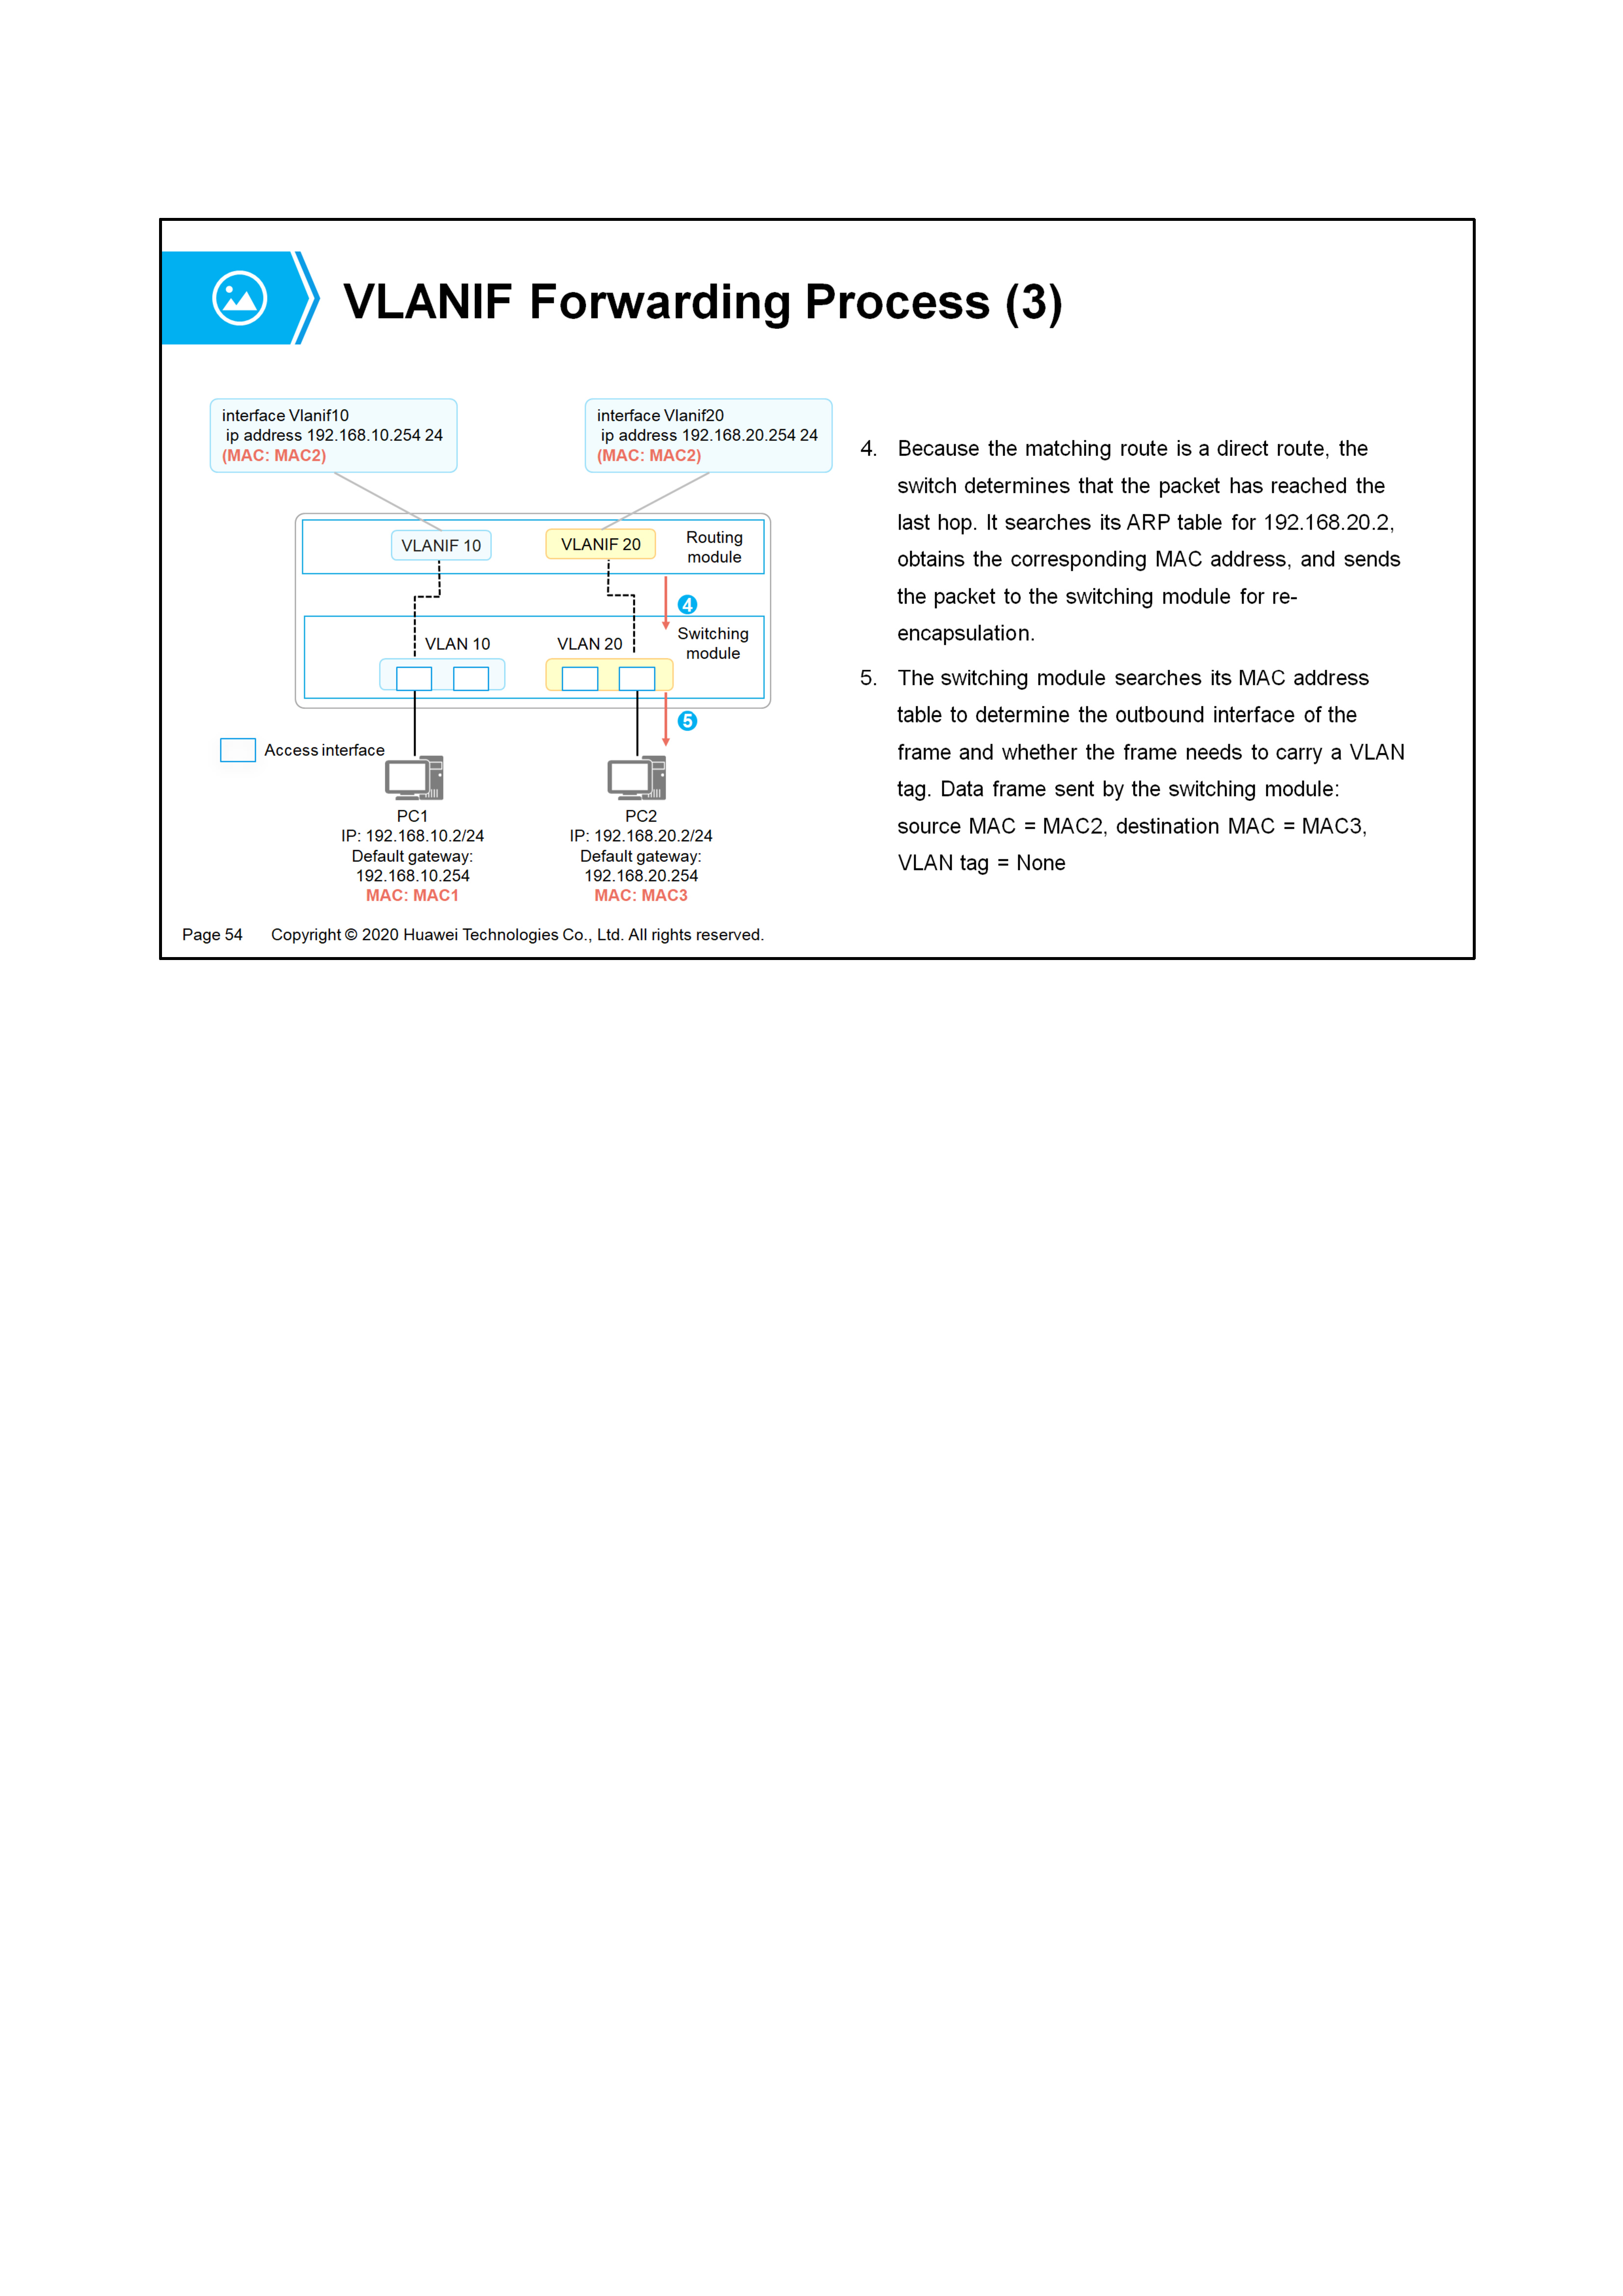 VLANIF Forwarding Process (3)
interface Vlanif10
ip address 192.168.10.254 24
(MAC: MAC2)
interface Vlanif20
ip address 192.168.20.254 24
(MAC: MAC2)
VLANIF 10
VLANIF 20
Routing
module
4
Switching
module
VLAN 10
VLAN 20
5
Access interface
PC1
IP: 192.168.10.2/24
Default gateway:
192.168.10.254
MAC: MAC1
PC2
IP: 192.168.20.2/24
Default gateway:
192.168.20.254
MAC: MAC3
4. Because the matching route is a direct route, the
switch determines that the packet has reached the
last hop. It searches its ARP table for 192.168.20.2,
obtains the corresponding MAC address, and sends
the packet to the switching module for re-
encapsulation.
5. The switching module searches its MAC address
table to determine the outbound interface of the
frame and whether the frame needs to carry a VLAN
tag. Data frame sent by the switching module:
source MAC = MAC2, destination MAC = MAC3,
VLAN tag = None
Page 54 Copyright © 2020 Huawei Technologies Co., Ltd. All rights reserved.